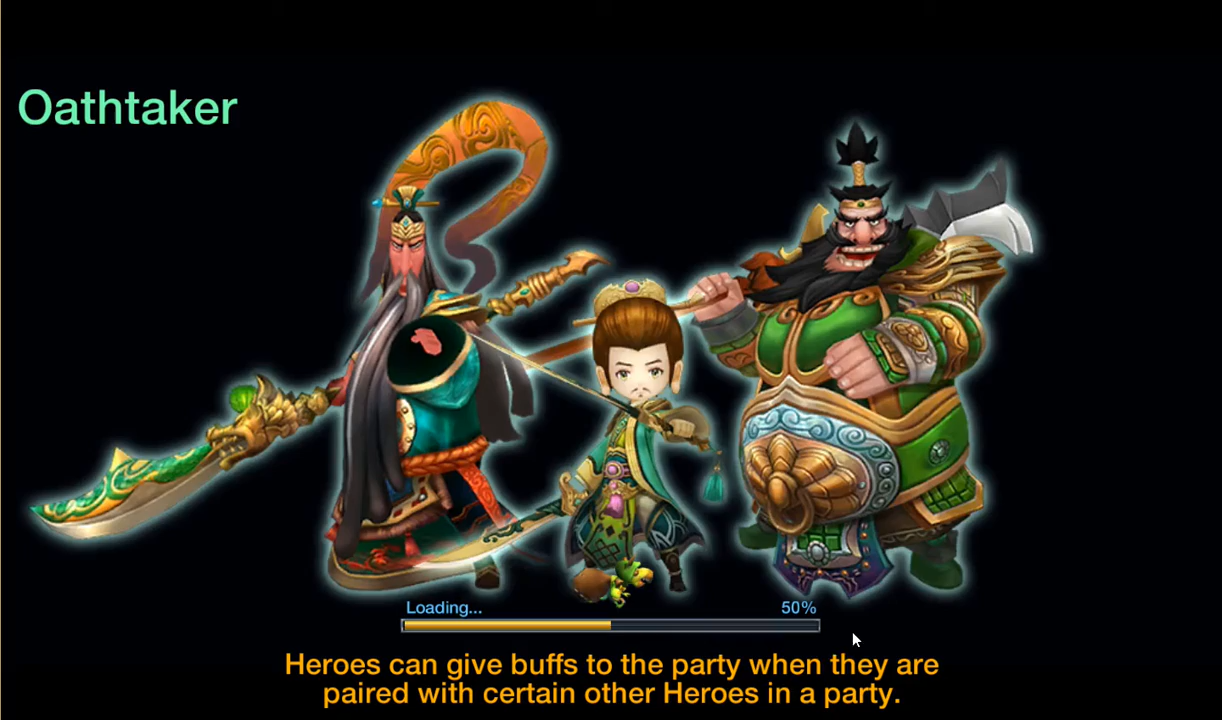 Oathtaker
Loading... 50%
Heroes can give buffs to the party when they are
paired with certain other Heroes in a party.